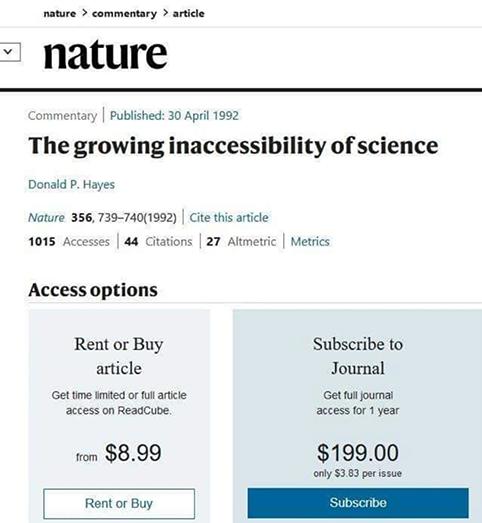 nature > commentary > article
nature
Commentary | Published: 30 April 1992
The growing inaccessibility of science
Donald P. Hayes
Nature 356, 739–740(1992) | Cite this article
1015 Accesses | 44 Citations | 27 Altmetric | Metrics
Access options
Rent or Buy
article
Get time limited or full article
access on ReadCube.
from $8.99
Rent or Buy
Subscribe to
Journal
Get full journal
access for 1 year
$199.00
only $3.83 per issue
Subscribe